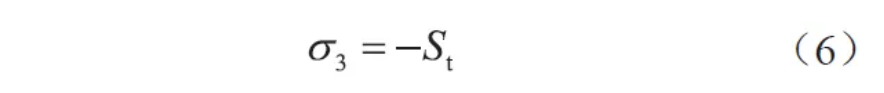 σ₃ = −Sₜ （6）